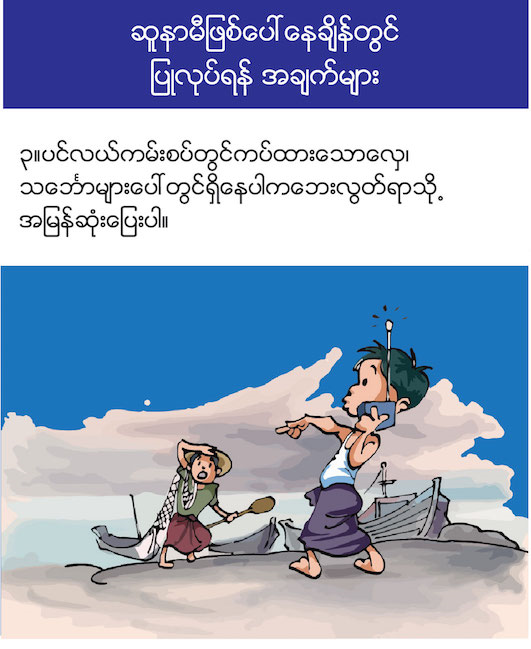 ဆူနာမီဖြစ်ပေါ်နေချိန်တွင်
ပြုလုပ်ရန် အချက်များ
၃။ပင်လယ်ကမ်းစပ်တွင်ကပ်ထားသောလှေ၊
သင်္ဘောများပေါ်တွင်ရှိနေပါကဘေးလွတ်ရာသို့
အမြန်ဆုံးပြေးပါ။